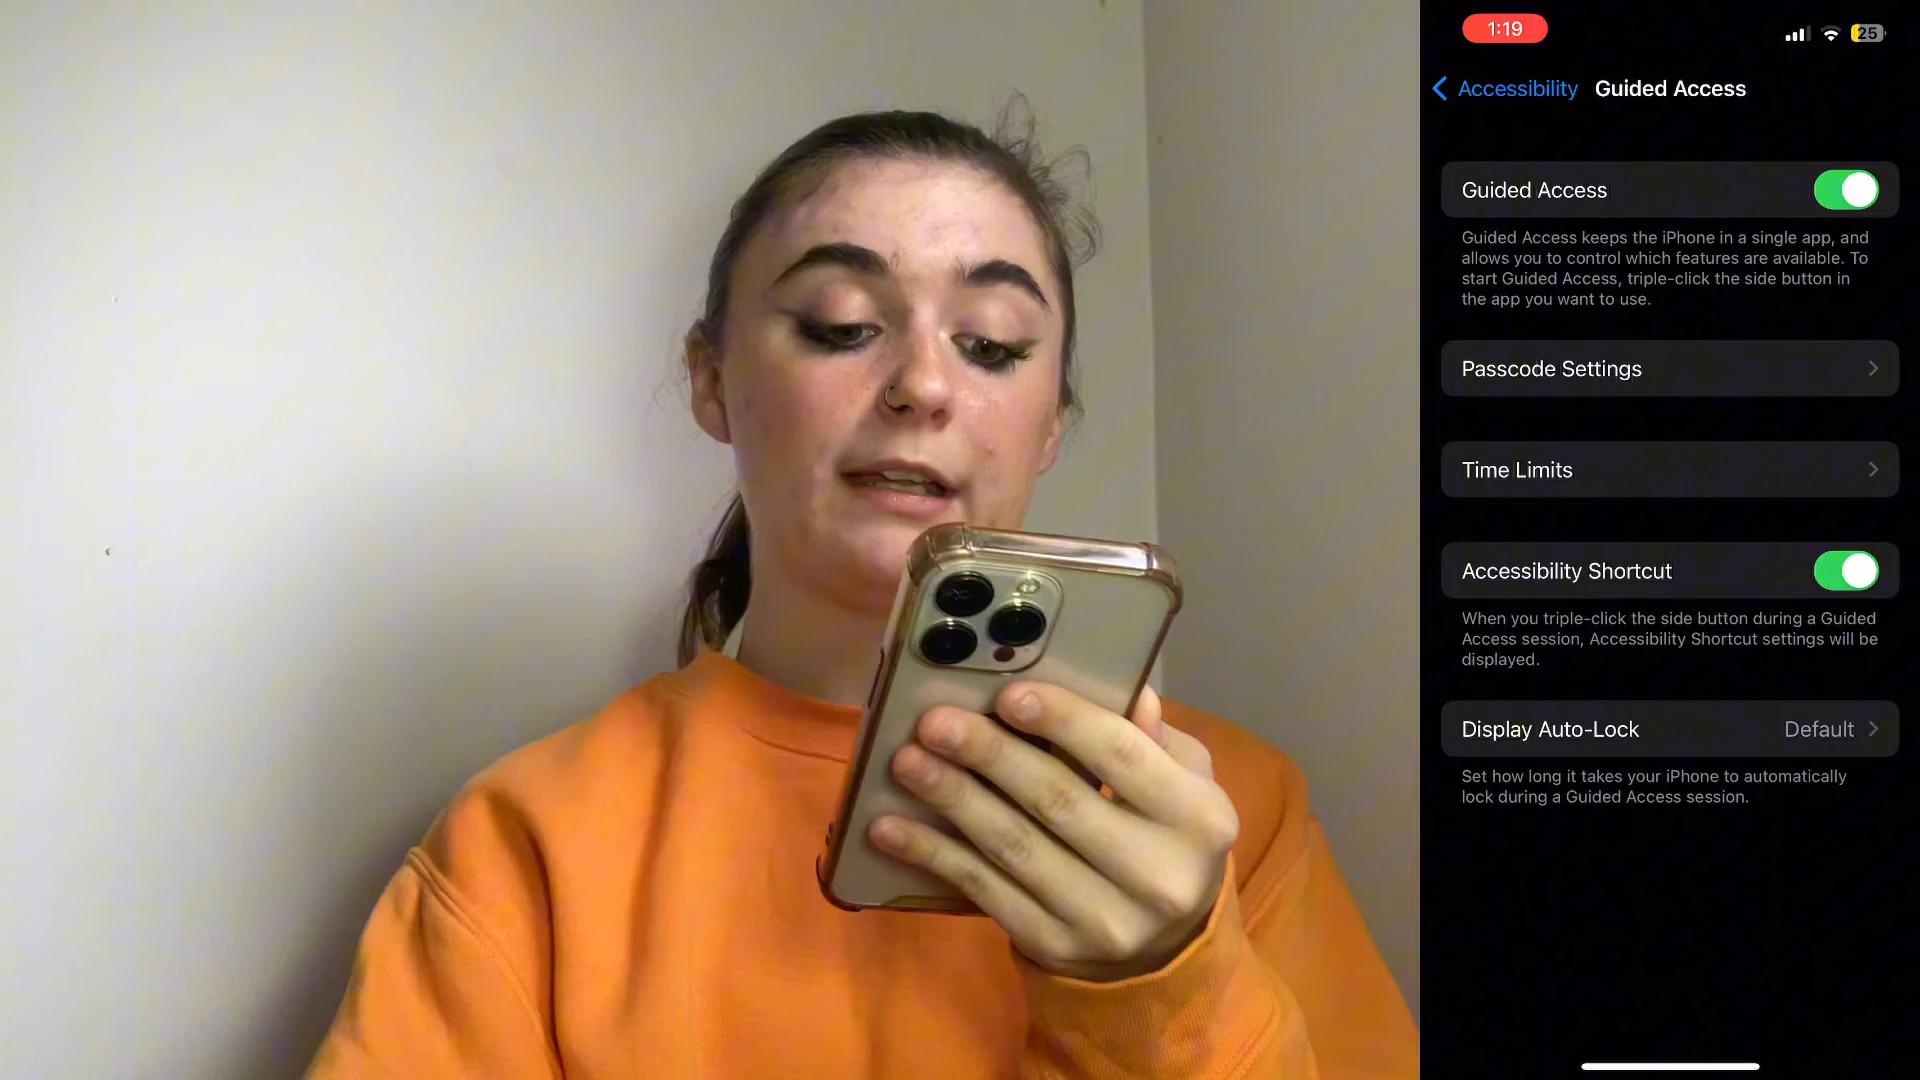 1:19
25
Accessibility Guided Access
Guided Access
Guided Access keeps the iPhone in a single app, and
allows you to control which features are available. To
start Guided Access, triple-click the side button in
the app you want to use.
Passcode Settings
Time Limits
Accessibility Shortcut
When you triple-click the side button during a Guided
Access session, Accessibility Shortcut settings will be
displayed.
Display Auto-Lock Default
Set how long it takes your iPhone to automatically
lock during a Guided Access session.